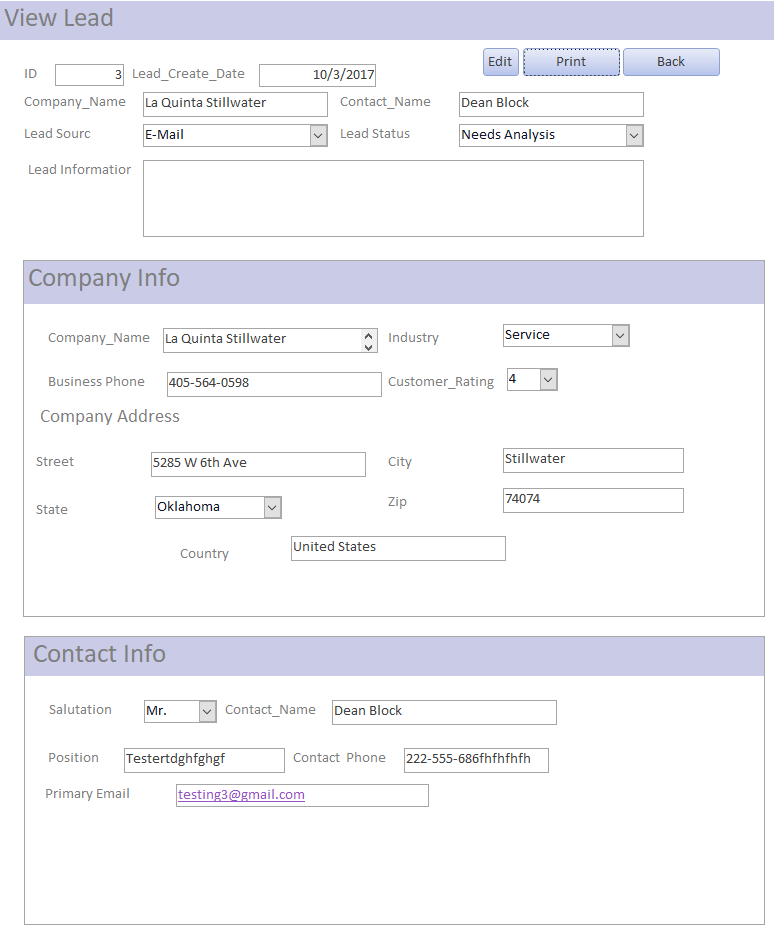 View Lead
Edit Print Back
ID 3 Lead_Create_Date 10/3/2017
Company_Name La Quinta Stillwater Contact_Name Dean Block
Lead Sourc E-Mail Lead Status Needs Analysis
Lead Informatior
Company Info
Company_Name La Quinta Stillwater Industry Service
Business Phone 405-564-0598 Customer_Rating 4
Company Address
Street 5285 W 6th Ave City Stillwater
State Oklahoma Zip 74074
Country United States
Contact Info
Salutation Mr. Contact_Name Dean Block
Position Testertdghfghgf Contact Phone 222-555-686fhfhfhfh
Primary Email testing3@gmail.com